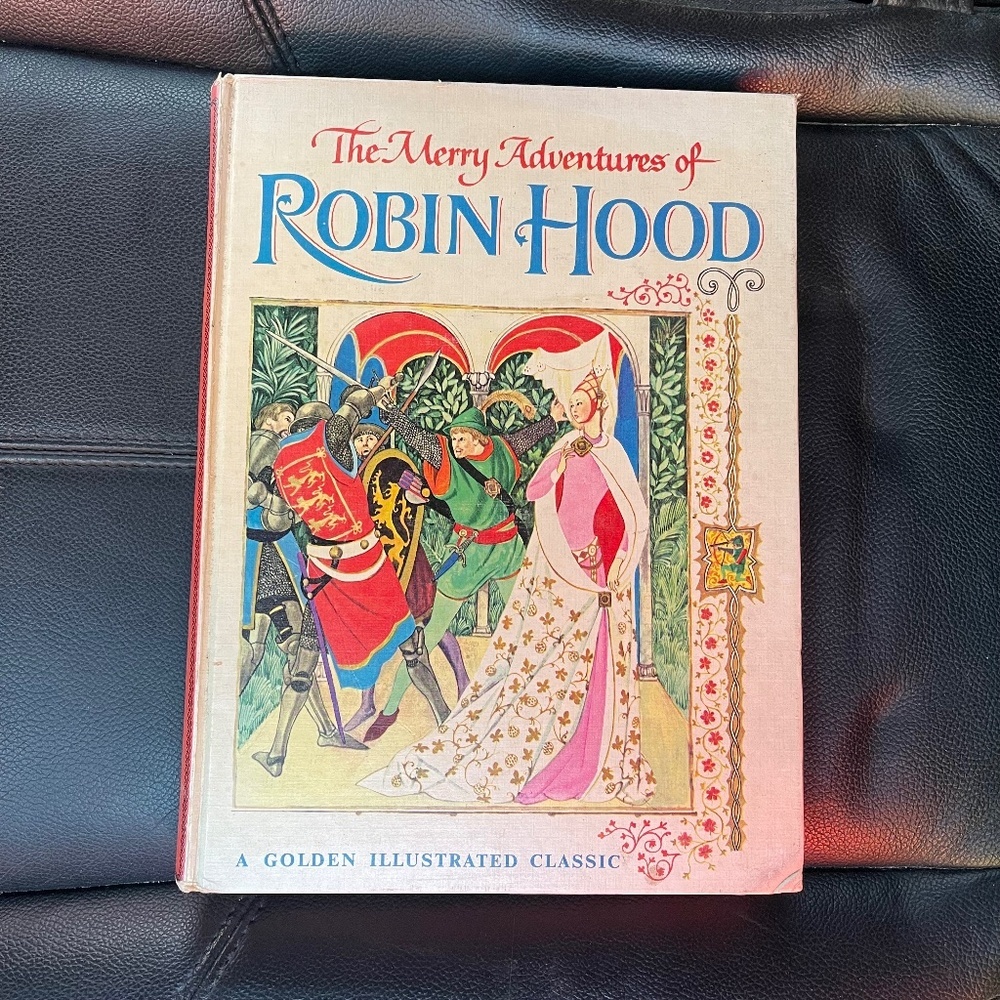 The Merry Adventures of
ROBIN HOOD
A GOLDEN ILLUSTRATED CLASSIC